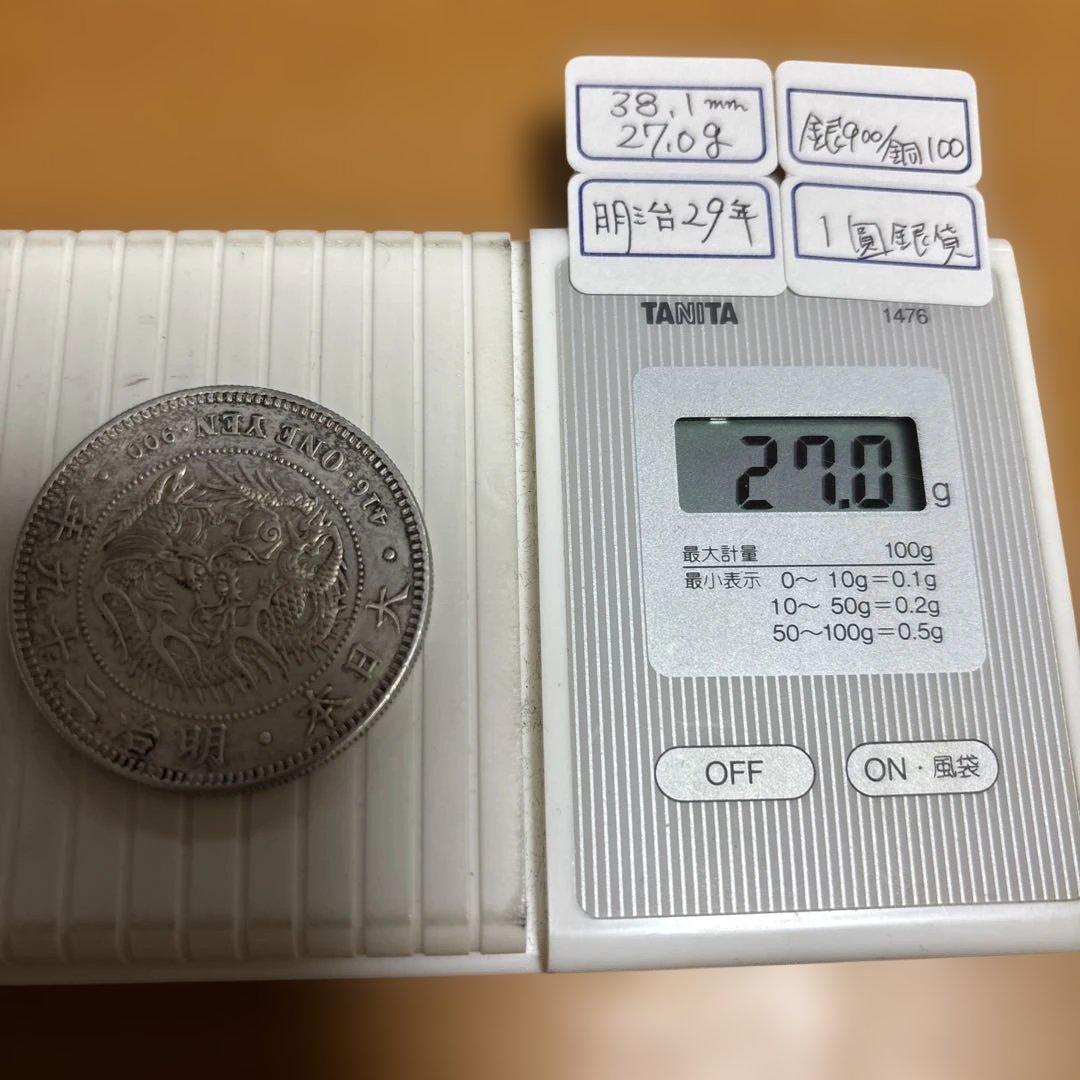 38.1mm
27.0g
銀900/銅100
明治29年
1圓銀貨
TANITA
1476
27.0 g
最大計量 100g
最小表示 0～ 10g＝0.1g
10～ 50g＝0.2g
50～100g＝0.5g
OFF
ON・風袋
416・ONE YEN・900・
大日本・明治二十九年